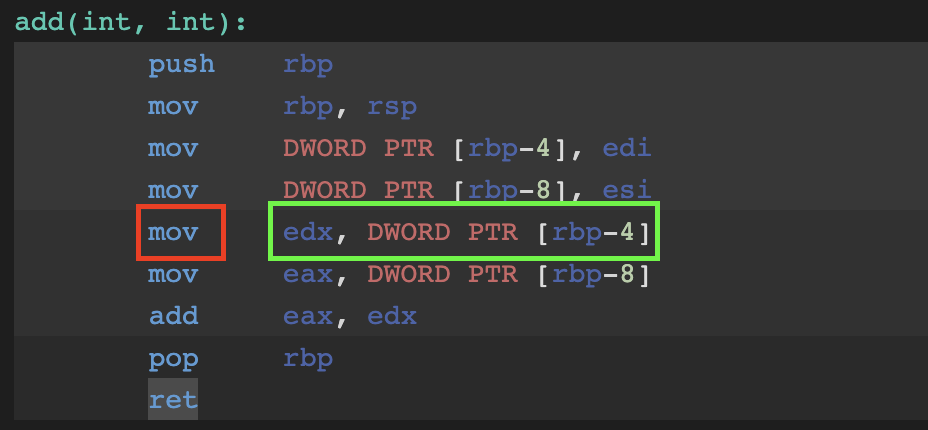 add(int, int):
push rbp
mov rbp, rsp
mov DWORD PTR [rbp-4], edi
mov DWORD PTR [rbp-8], esi
mov edx, DWORD PTR [rbp-4]
mov eax, DWORD PTR [rbp-8]
add eax, edx
pop rbp
ret